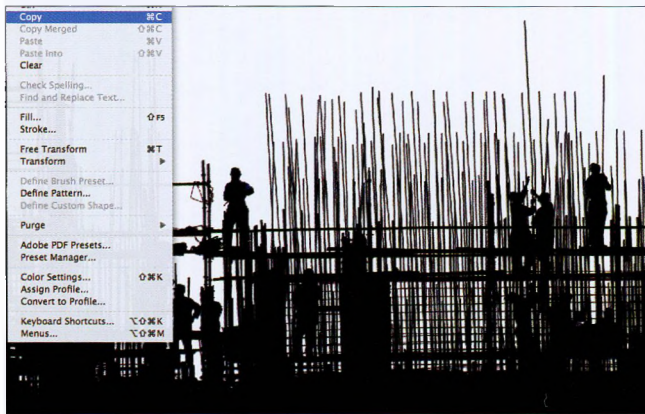 Copy ⌘C
Copy Merged ⇧⌘C
Paste ⌘V
Paste Into ⇧⌘V
Clear
Check Spelling...
Find and Replace Text...
Fill... ⇧F5
Stroke...
Free Transform ⌘T
Transform ▶
Define Brush Preset...
Define Pattern...
Define Custom Shape...
Purge ▶
Adobe PDF Presets...
Preset Manager...
Color Settings... ⇧⌘K
Assign Profile...
Convert to Profile...
Keyboard Shortcuts... ⌥⇧⌘K
Menus... ⌥⇧⌘M